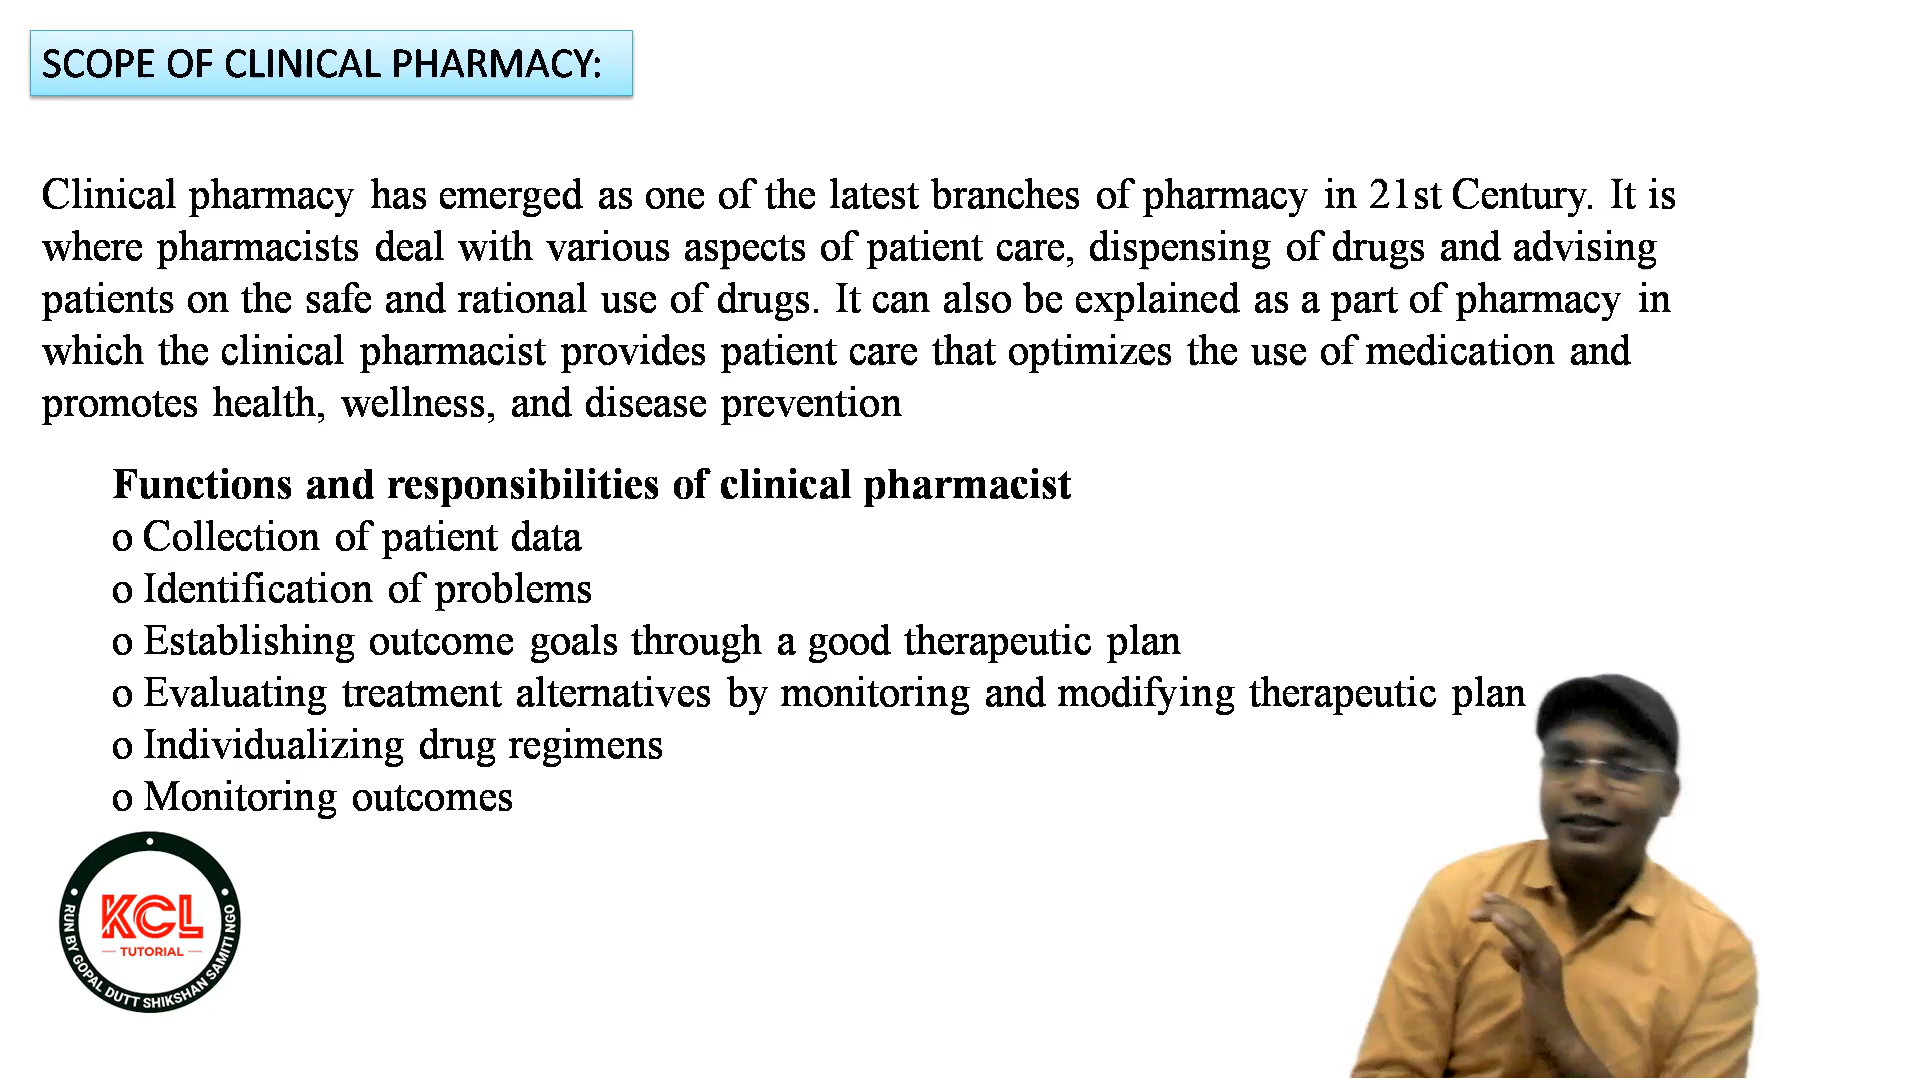 SCOPE OF CLINICAL PHARMACY:
Clinical pharmacy has emerged as one of the latest branches of pharmacy in 21st Century. It is
where pharmacists deal with various aspects of patient care, dispensing of drugs and advising
patients on the safe and rational use of drugs. It can also be explained as a part of pharmacy in
which the clinical pharmacist provides patient care that optimizes the use of medication and
promotes health, wellness, and disease prevention
Functions and responsibilities of clinical pharmacist
o Collection of patient data
o Identification of problems
o Establishing outcome goals through a good therapeutic plan
o Evaluating treatment alternatives by monitoring and modifying therapeutic plan
o Individualizing drug regimens
o Monitoring outcomes
KCL
TUTORIAL
RUN BY GOPAL DUTT SHIKSHAN SAMITI NGO